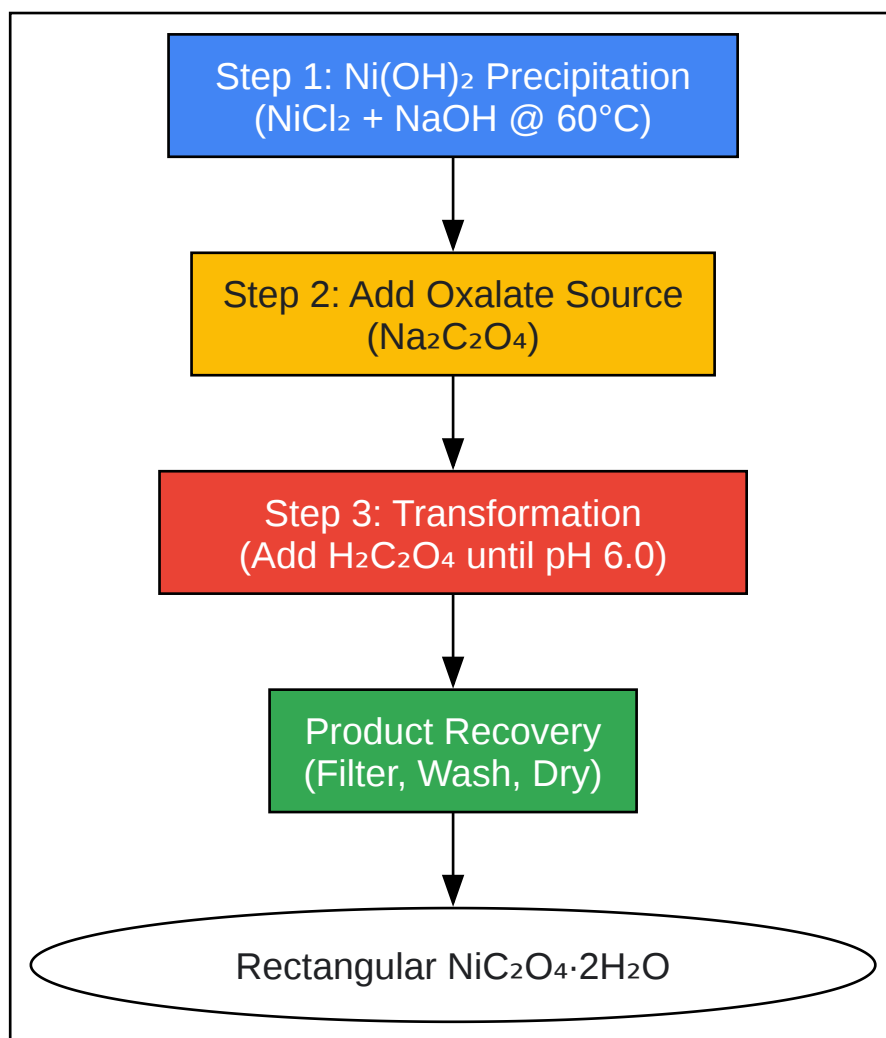 Step 1: Ni(OH)₂ Precipitation
(NiCl₂ + NaOH @ 60°C)
Step 2: Add Oxalate Source
(Na₂C₂O₄)
Step 3: Transformation
(Add H₂C₂O₄ until pH 6.0)
Product Recovery
(Filter, Wash, Dry)
Rectangular NiC₂O₄·2H₂O